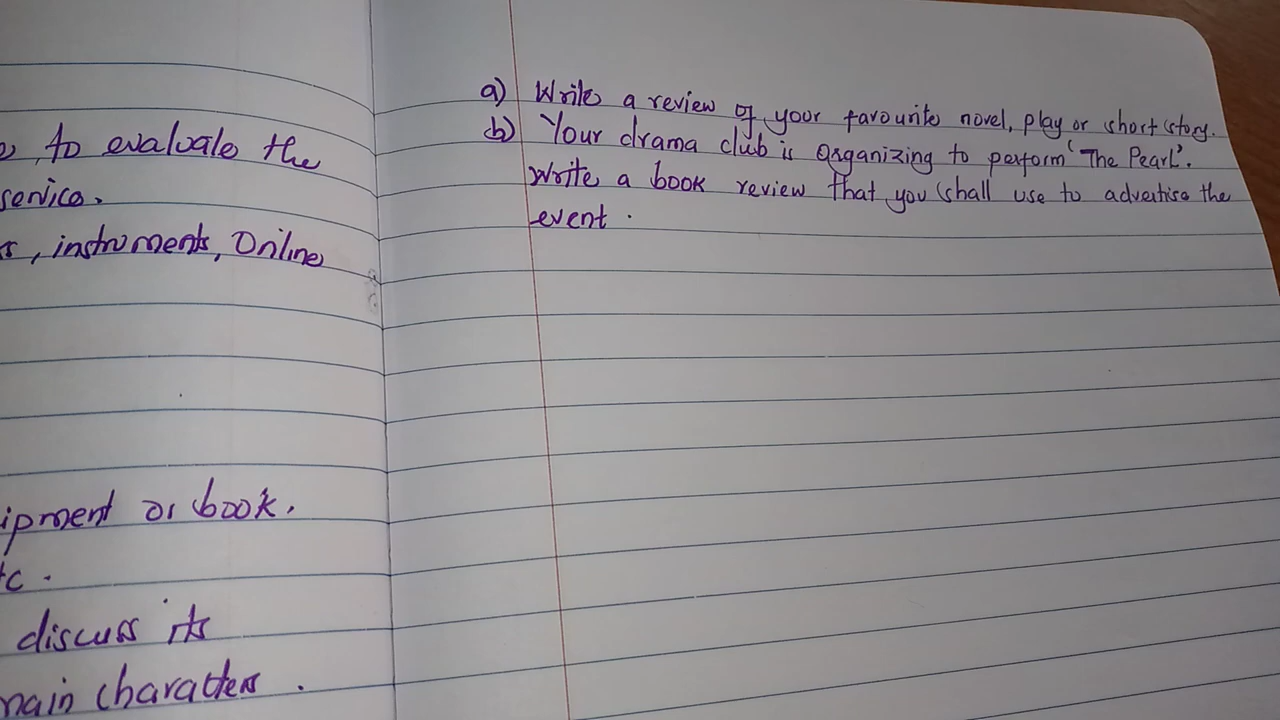 to evaluate the
service.
, instruments, Online
or book.
discuss its
main characters.
a) Write a review of your favourite novel, play or short story.
b) Your drama club is organizing to perform 'The Pearl'.
Write a book review that you shall use to advertise the
event.